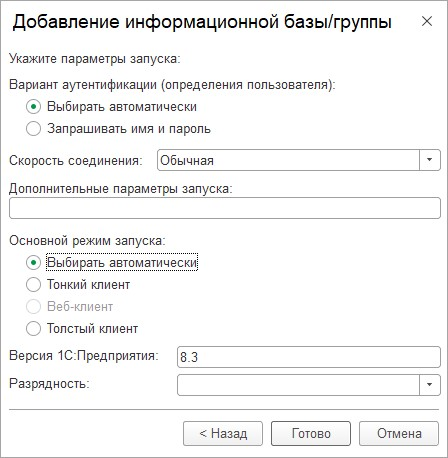 Добавление информационной базы/группы
Укажите параметры запуска:
Вариант аутентификации (определения пользователя):
Выбирать автоматически
Запрашивать имя и пароль
Скорость соединения: Обычная
Дополнительные параметры запуска:
Основной режим запуска:
Выбирать автоматически
Тонкий клиент
Веб-клиент
Толстый клиент
Версия 1С:Предприятия: 8.3
Разрядность:
< Назад Готово Отмена